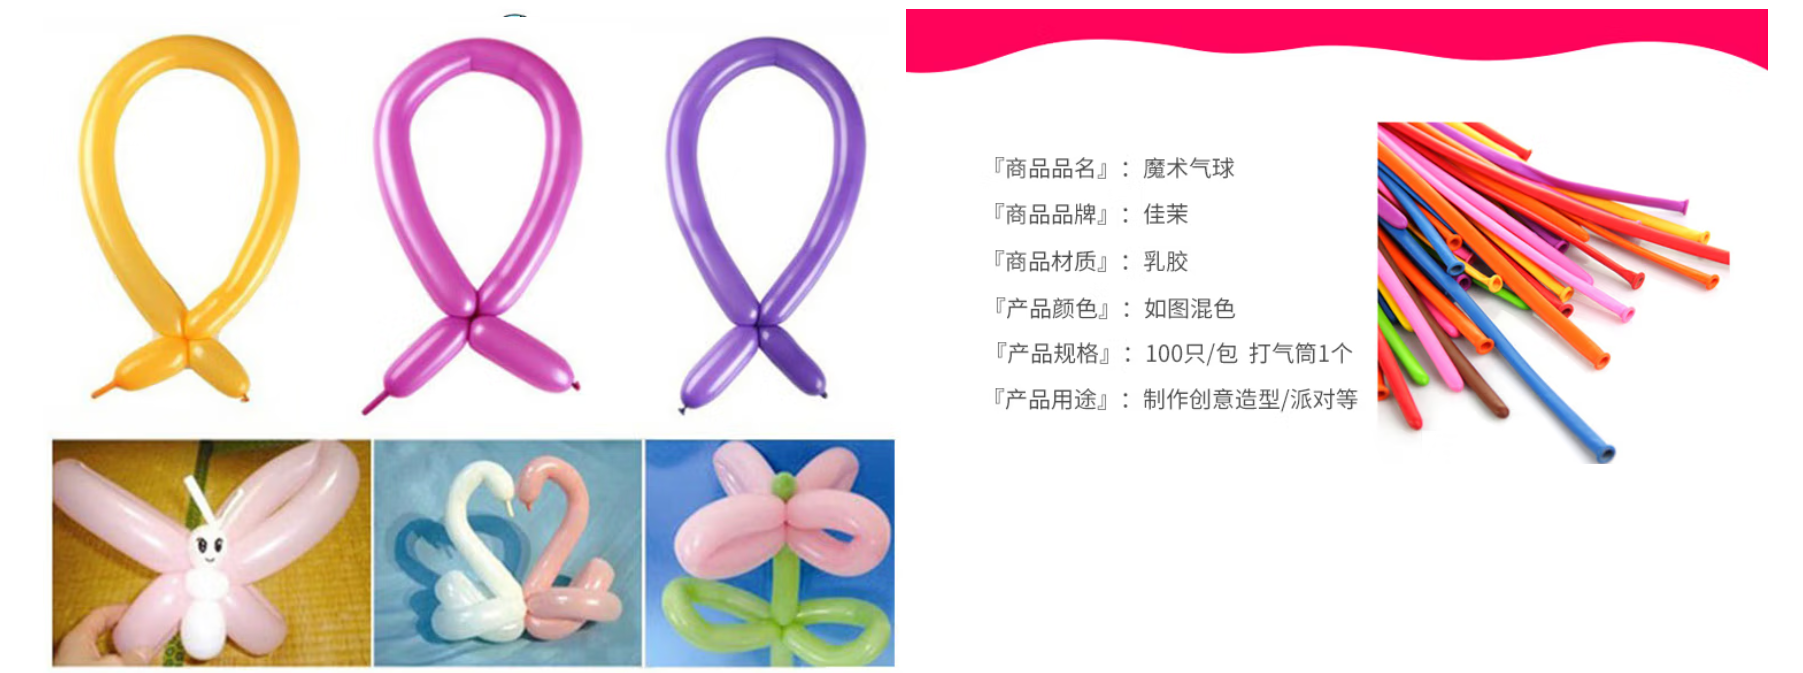 『商品品名』：魔术气球
『商品品牌』：佳茉
『商品材质』：乳胶
『产品颜色』：如图混色
『产品规格』：100只/包 打气筒1个
『产品用途』：制作创意造型/派对等